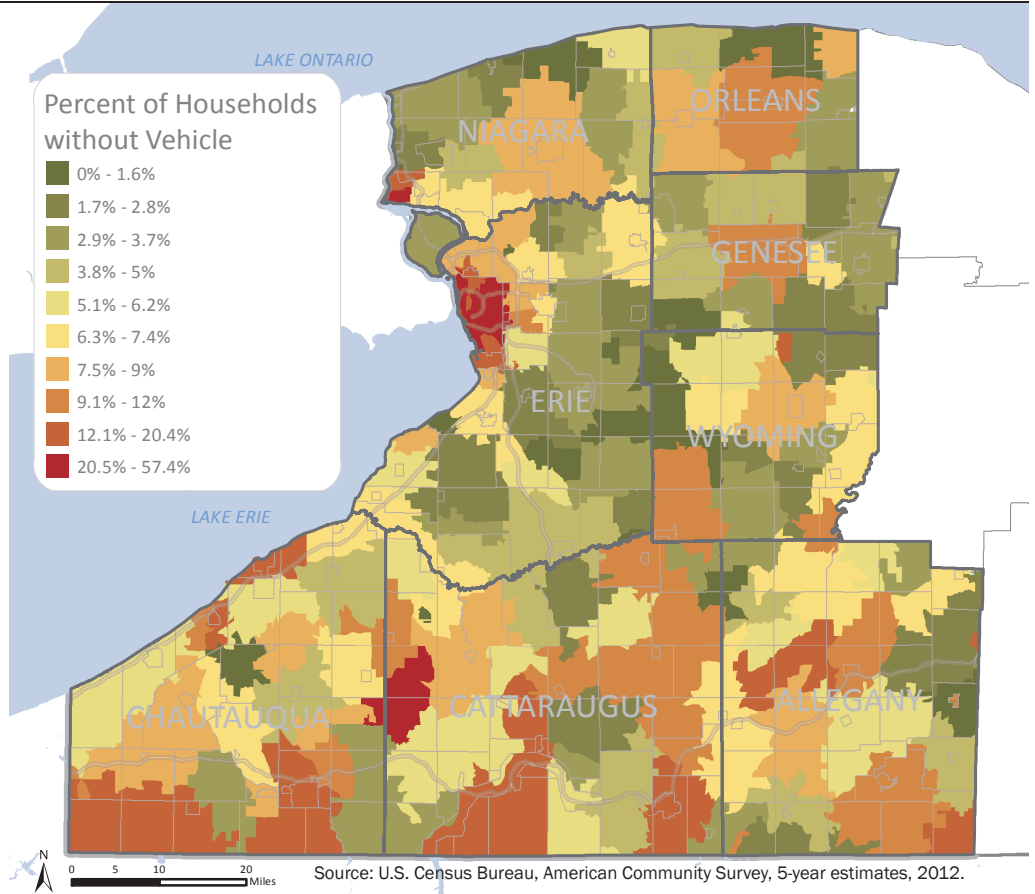 LAKE ONTARIO
Percent of Households
without Vehicle
0% - 1.6%
1.7% - 2.8%
2.9% - 3.7%
3.8% - 5%
5.1% - 6.2%
6.3% - 7.4%
7.5% - 9%
9.1% - 12%
12.1% - 20.4%
20.5% - 57.4%
ORLEANS
NIAGARA
GENESEE
ERIE
WYOMING
LAKE ERIE
CHAUTAUQUA
CATTARAUGUS
ALLEGANY
N
0 5 10 20
Miles
Source: U.S. Census Bureau, American Community Survey, 5-year estimates, 2012.